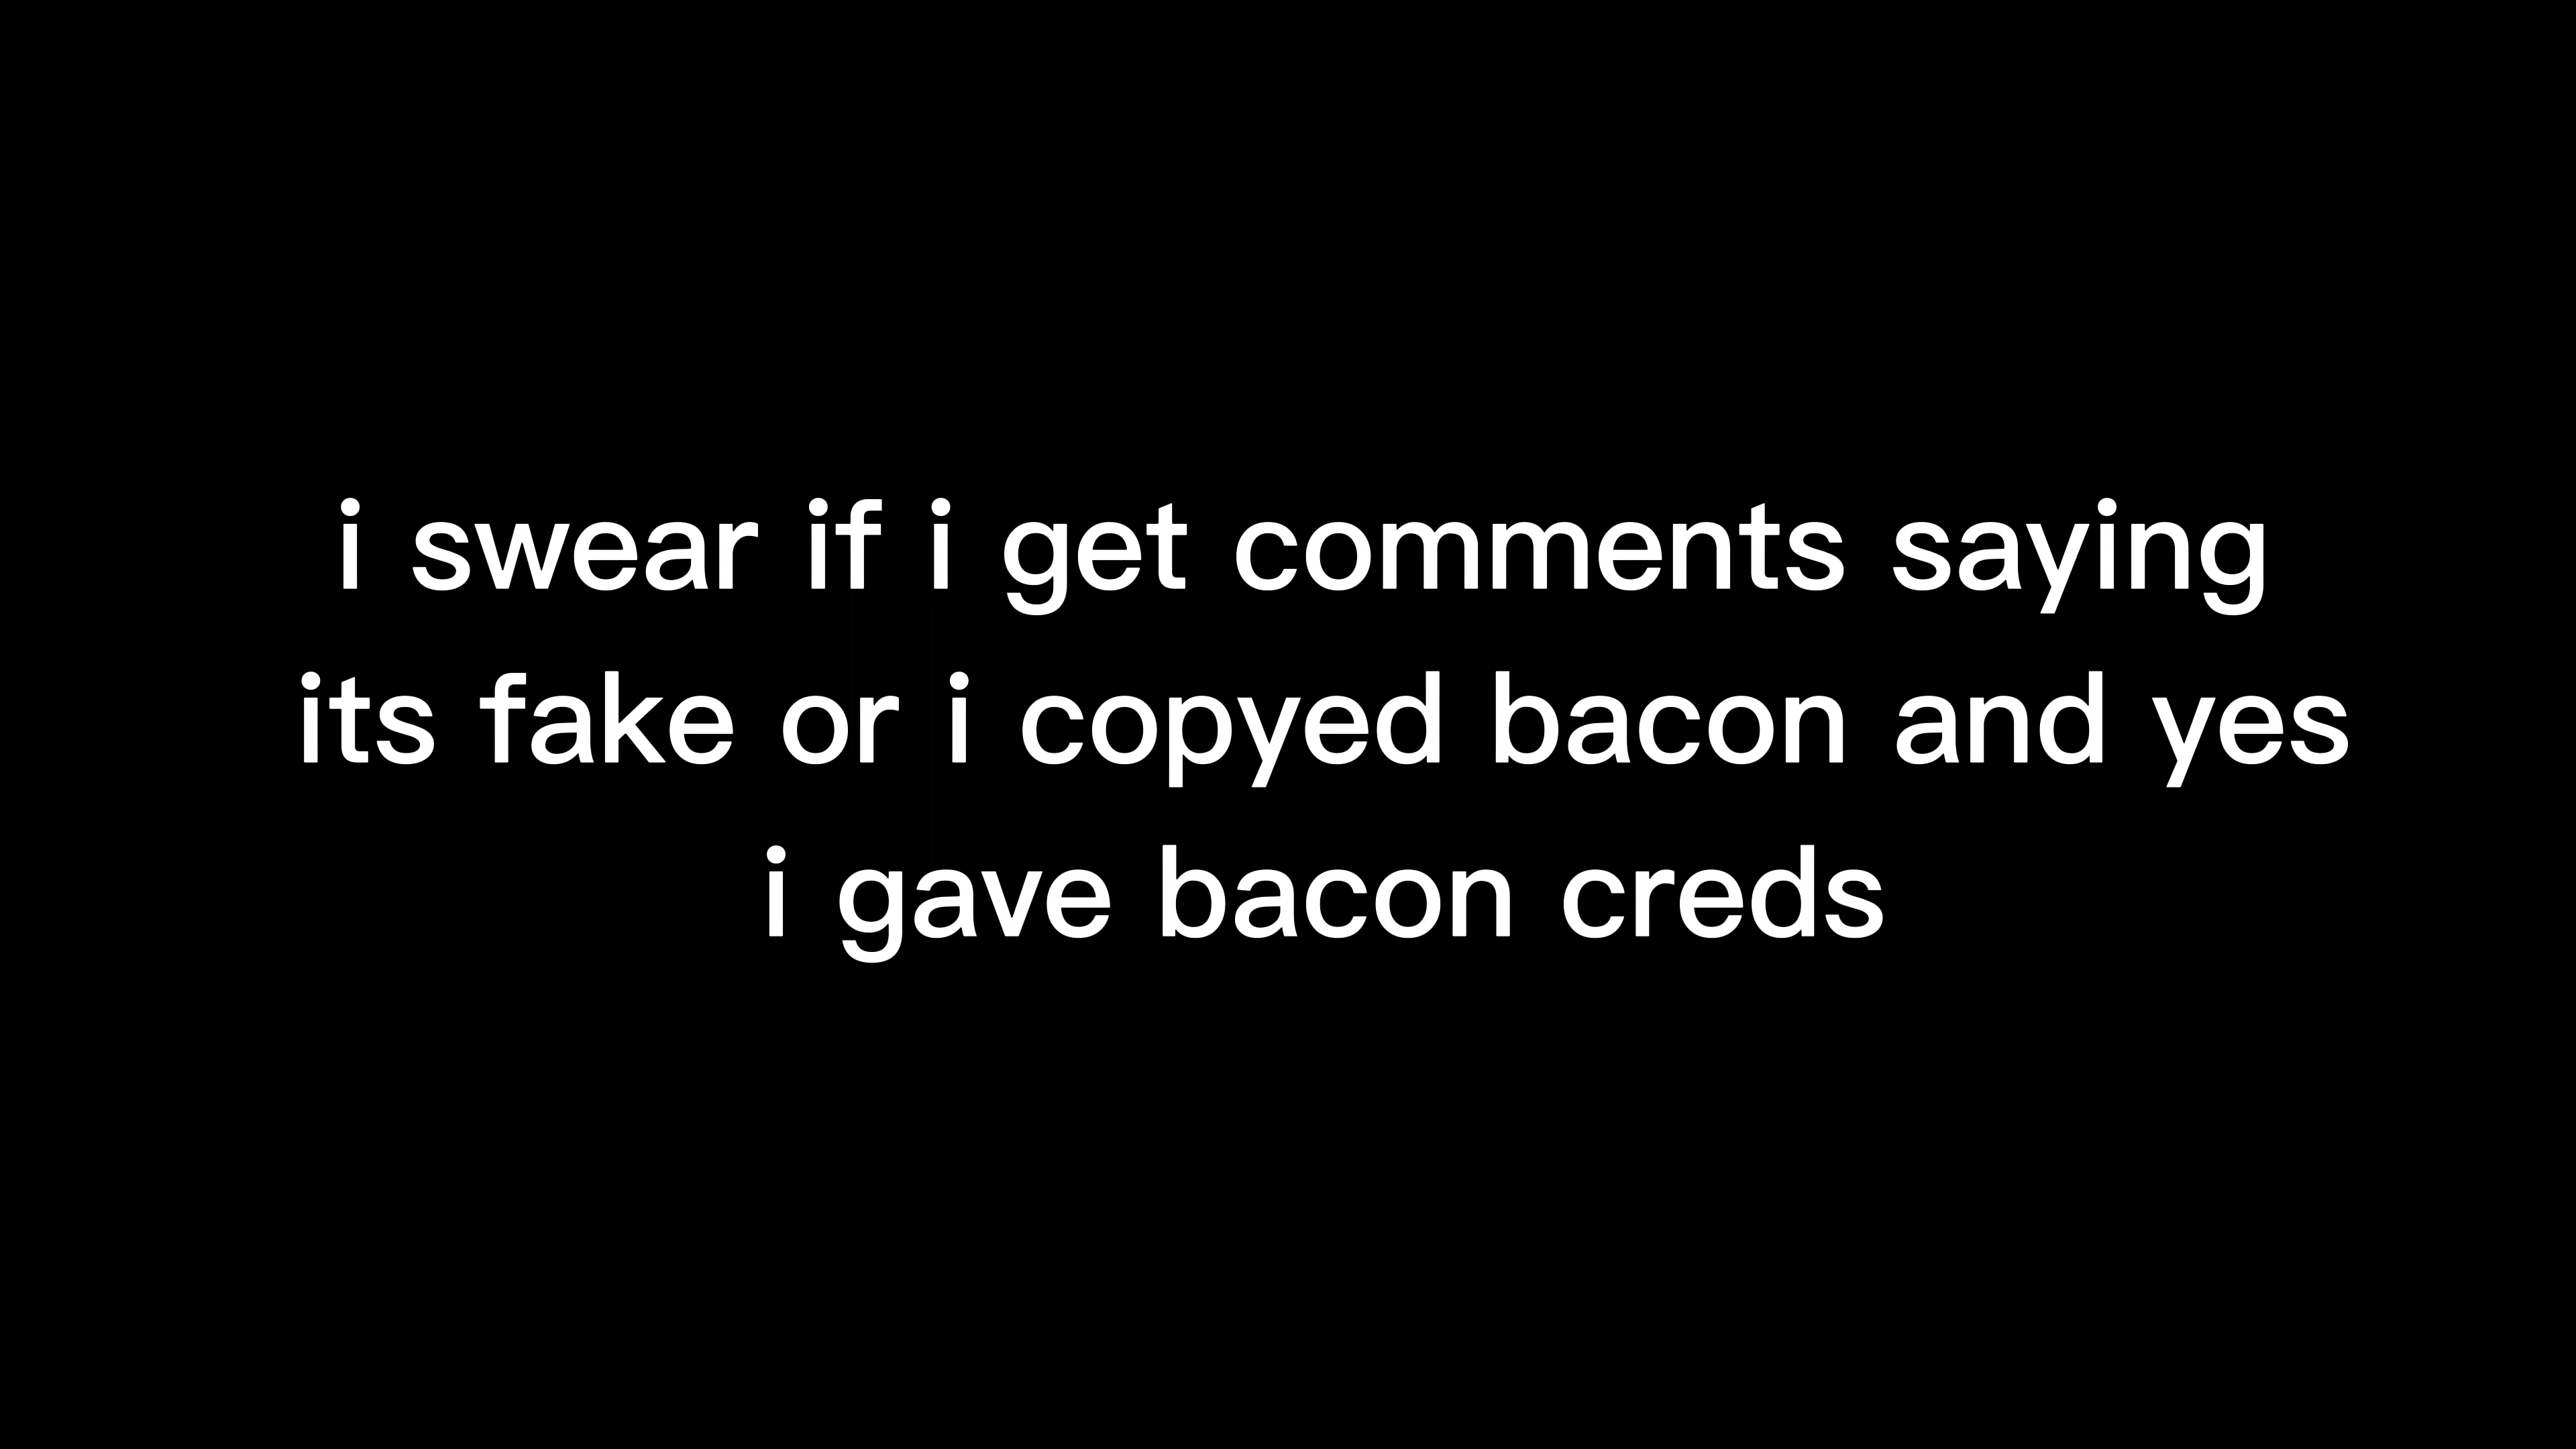 i swear if i get comments saying
its fake or i copyed bacon and yes
i gave bacon creds